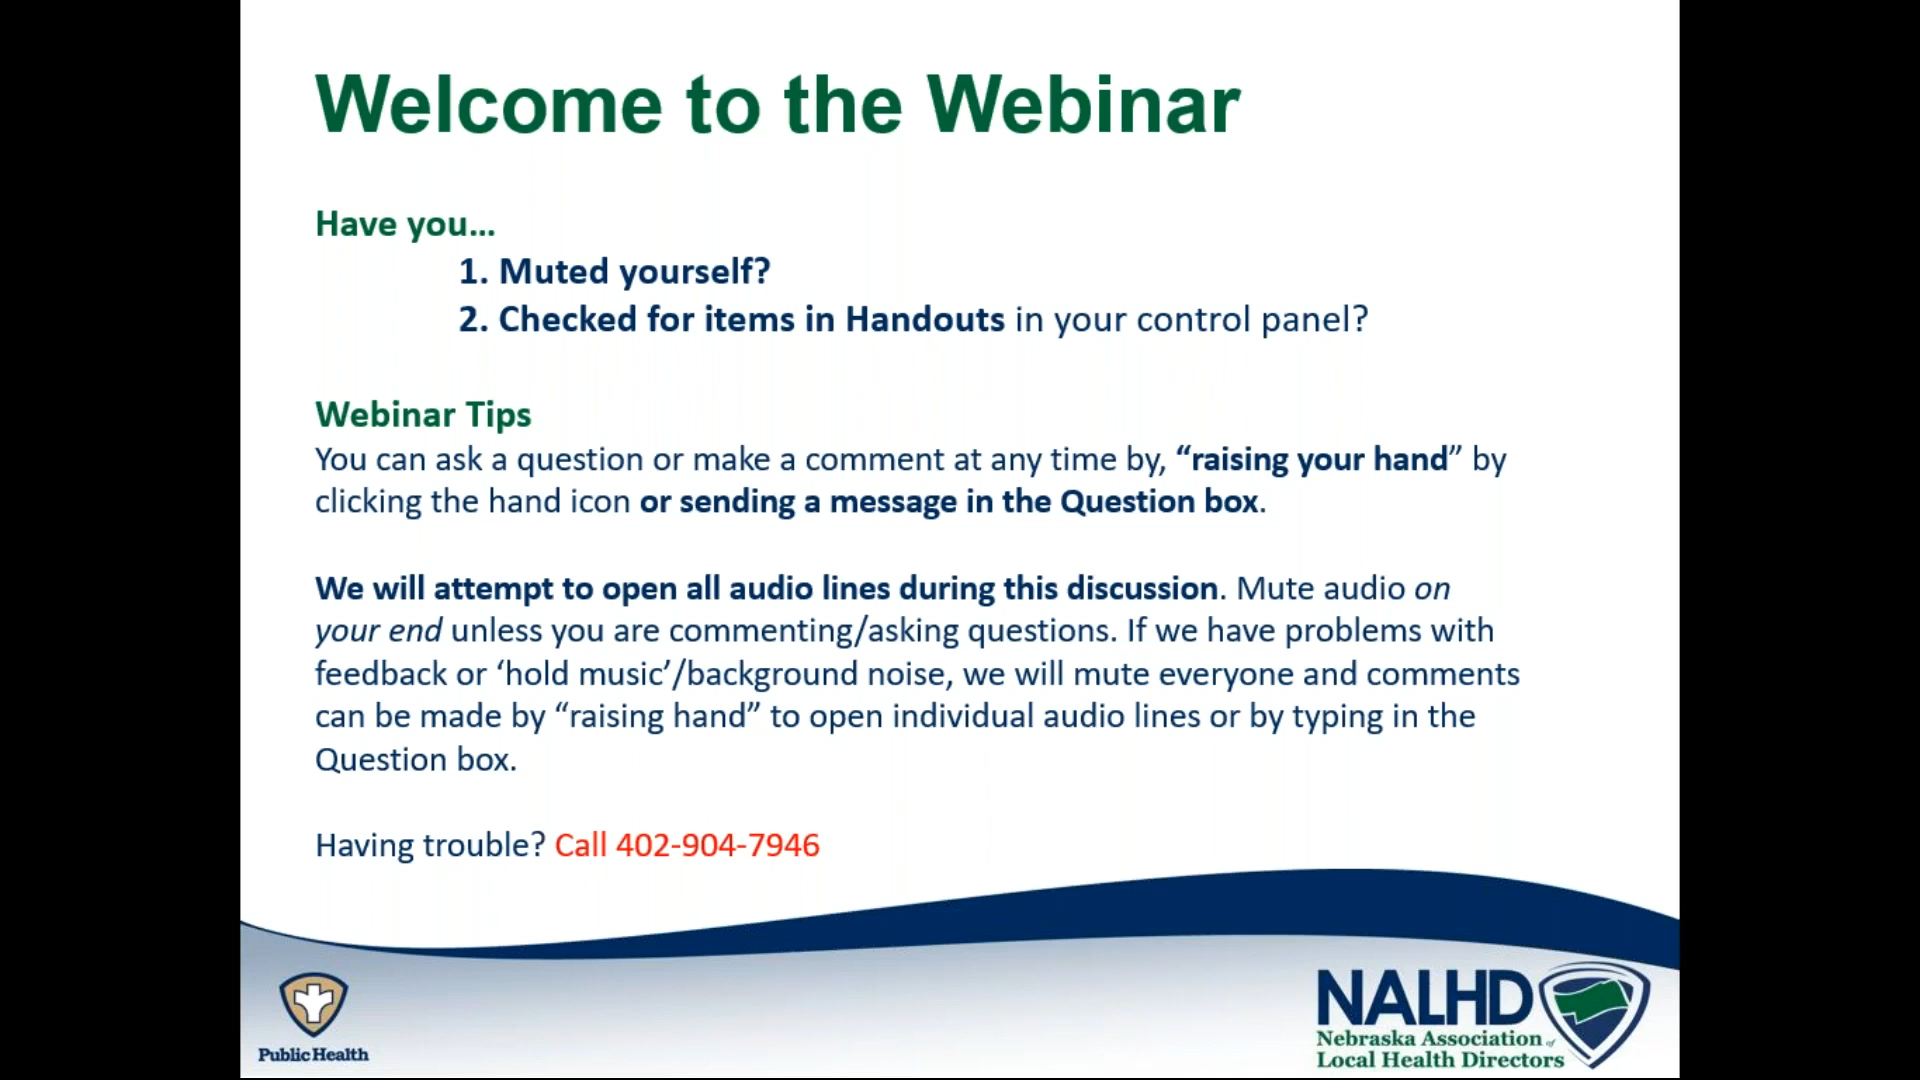 Welcome to the Webinar
Have you...
1. Muted yourself?
2. Checked for items in Handouts in your control panel?
Webinar Tips
You can ask a question or make a comment at any time by, “raising your hand” by
clicking the hand icon or sending a message in the Question box.
We will attempt to open all audio lines during this discussion. Mute audio on
your end unless you are commenting/asking questions. If we have problems with
feedback or ‘hold music’/background noise, we will mute everyone and comments
can be made by “raising hand” to open individual audio lines or by typing in the
Question box.
Having trouble? Call 402-904-7946
Public Health
NALHD
Nebraska Association of
Local Health Directors